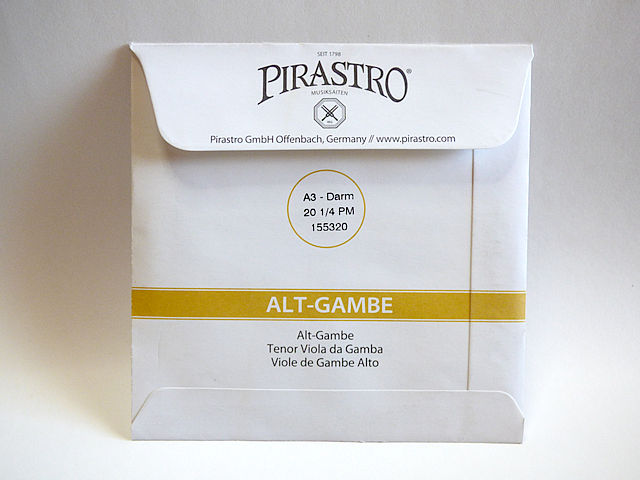 SEIT 1798
PIRASTRO®
MUSIKSAITEN
Pirastro GmbH Offenbach, Germany // www.pirastro.com
A3 - Darm
20 1/4 PM
155320
ALT-GAMBE
Alt-Gambe
Tenor Viola da Gamba
Viole de Gambe Alto